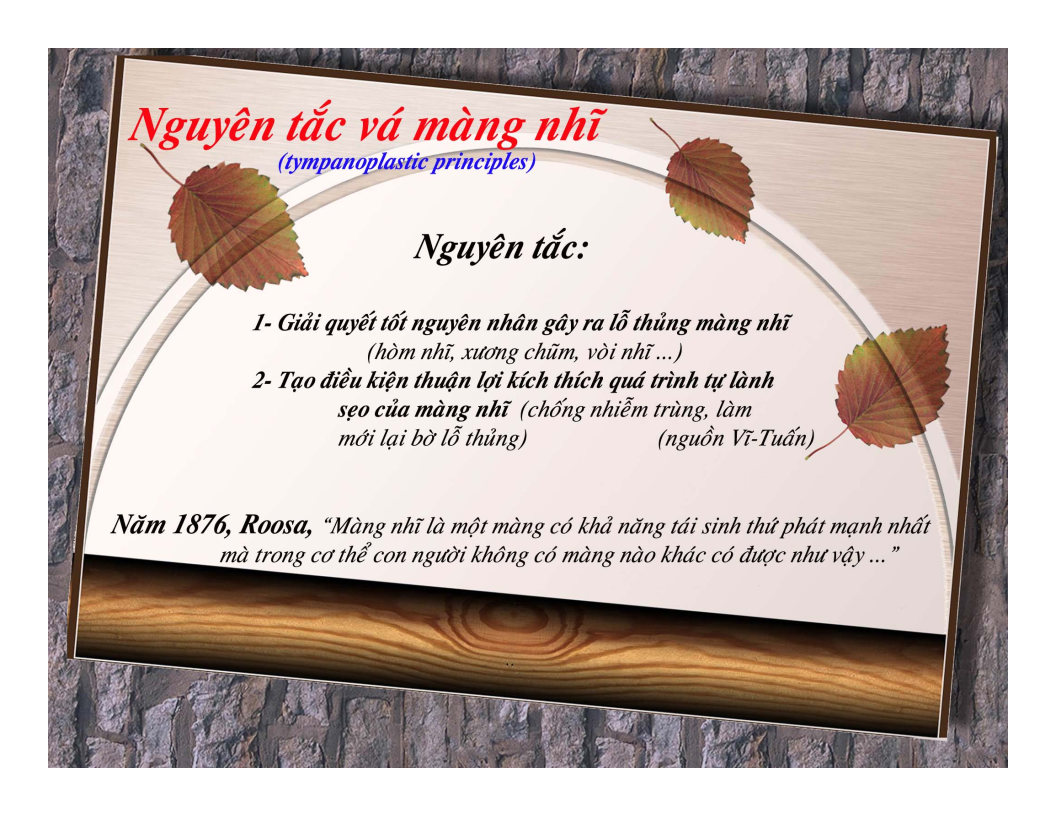 Nguyên tắc vá màng nhĩ
(tympanoplastic principles)
Nguyên tắc:
1- Giải quyết tốt nguyên nhân gây ra lỗ thủng màng nhĩ
(hòm nhĩ, xương chũm, vòi nhĩ ...)
2- Tạo điều kiện thuận lợi kích thích quá trình tự lành
sẹo của màng nhĩ (chống nhiễm trùng, làm
mới lại bờ lỗ thủng) (nguồn Vĩ-Tuấn)
Năm 1876, Roosa, “Màng nhĩ là một màng có khả năng tái sinh thứ phát mạnh nhất
mà trong cơ thể con người không có màng nào khác có được như vậy ...”